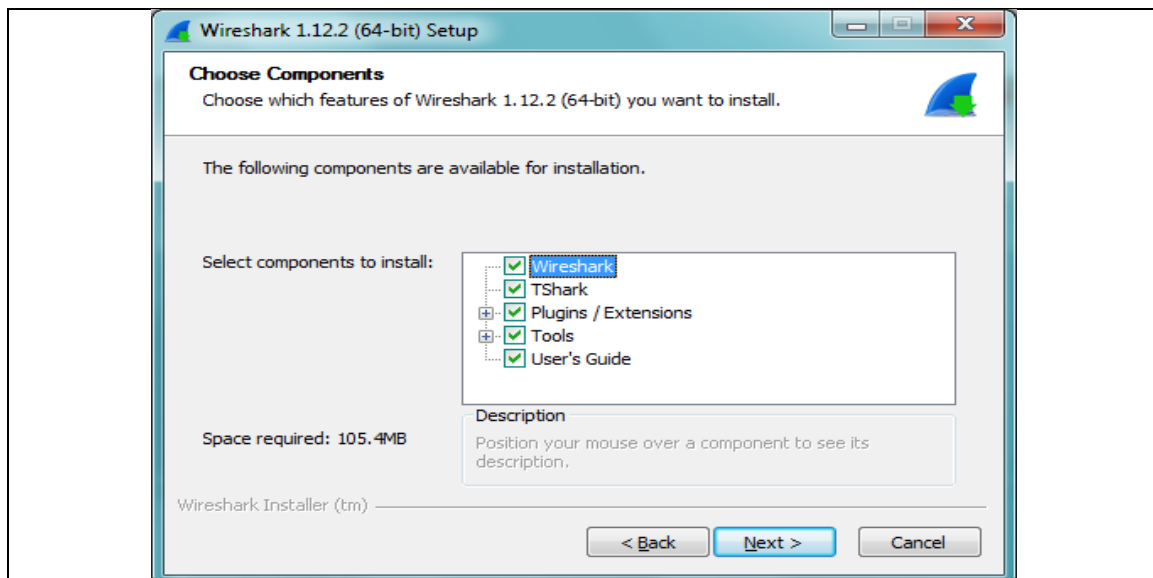 Wireshark 1.12.2 (64-bit) Setup
Choose Components
Choose which features of Wireshark 1.12.2 (64-bit) you want to install.
The following components are available for installation.
Select components to install:
Wireshark
TShark
Plugins / Extensions
Tools
User's Guide
Space required: 105.4MB
Description
Position your mouse over a component to see its
description.
Wireshark Installer (tm)
< Back
Next >
Cancel